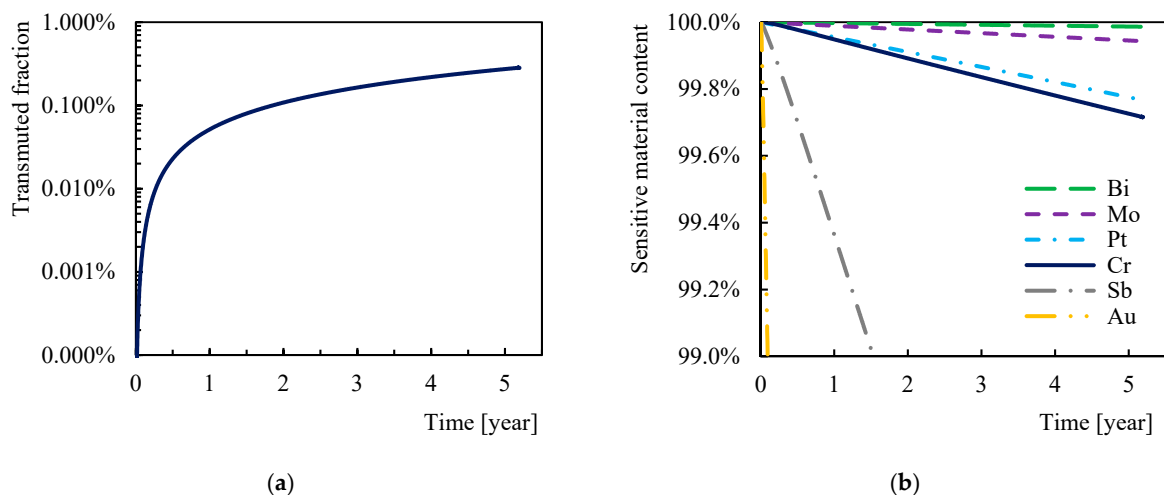 Transmuted fraction
1.000%
0.100%
0.010%
0.001%
0.000%
0 1 2 3 4 5
Time [year]
(a)
Sensitive material content
100.0%
99.8%
99.6%
99.4%
99.2%
99.0%
Bi
Mo
Pt
Cr
Sb
Au
0 1 2 3 4 5
Time [year]
(b)